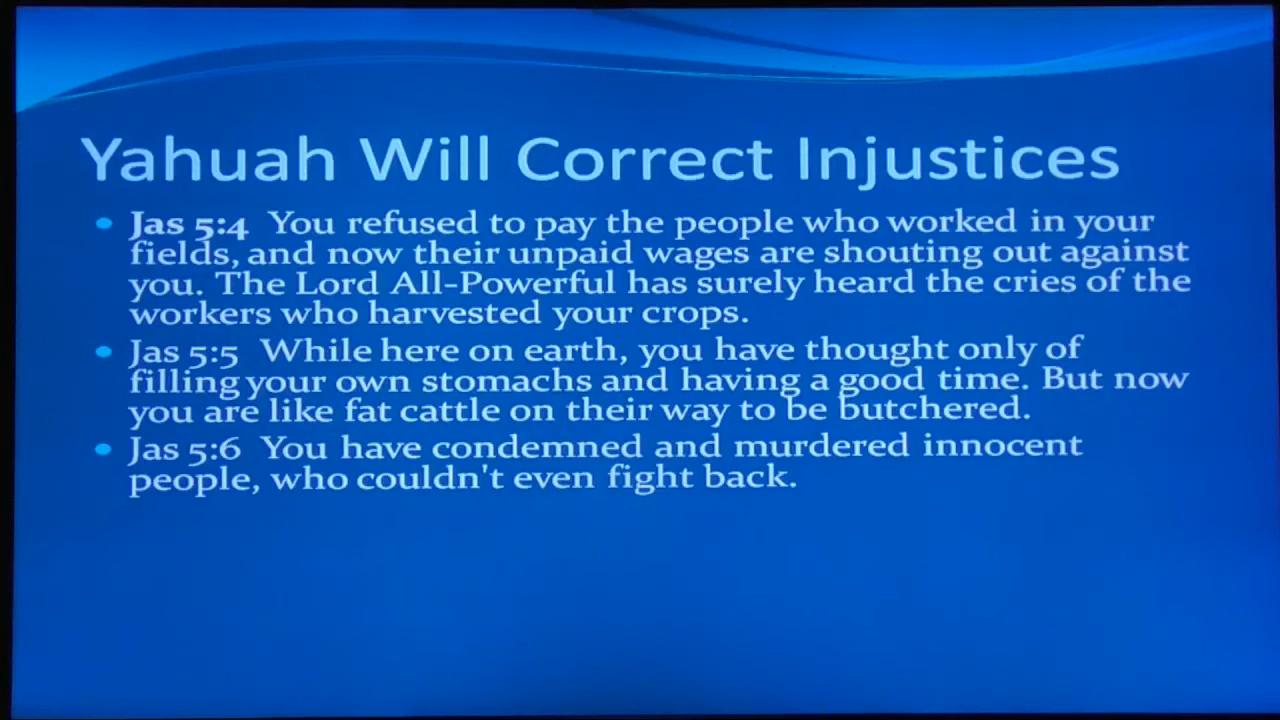 Yahuah Will Correct Injustices
Jas 5:4 You refused to pay the people who worked in your
fields, and now their unpaid wages are shouting out against
you. The Lord All-Powerful has surely heard the cries of the
workers who harvested your crops.
Jas 5:5 While here on earth, you have thought only of
filling your own stomachs and having a good time. But now
you are like fat cattle on their way to be butchered.
Jas 5:6 You have condemned and murdered innocent
people, who couldn't even fight back.